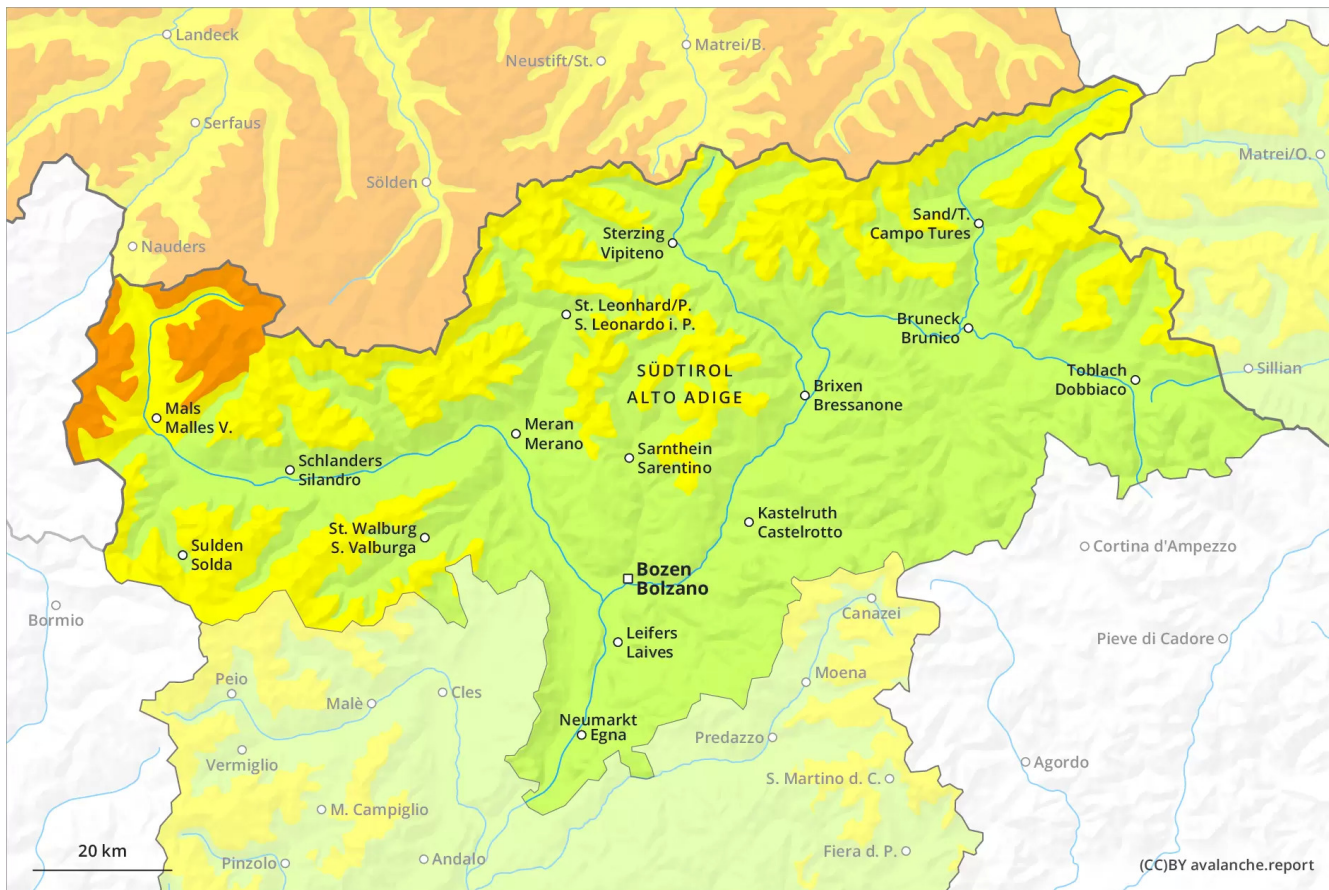 Landeck
Matrei/B.
Neustift/St.
Serfaus
Matrei/O.
Sölden
Sand/T.
Campo Tures
Nauders
Sterzing
Vipiteno
St. Leonhard/P.
S. Leonardo i. P.
Bruneck
Brunico
SÜDTIROL
ALTO ADIGE
Toblach
Dobbiaco
Sillian
Brixen
Bressanone
Mals
Malles V.
Meran
Merano
Sarnthein
Sarentino
Schlanders
Silandro
Kastelruth
Castelrotto
St. Walburg
S. Valburga
Sulden
Solda
Cortina d'Ampezzo
Bozen
Bolzano
Bormio
Canazei
Leifers
Laives
Pieve di Cadore
Peio
Moena
Malè
Cles
Neumarkt
Egna
Predazzo
Vermiglio
Agordo
S. Martino d. C.
M. Campiglio
20 km
Pinzolo
Andalo
Fiera d. P.
(CC)BY avalanche.report